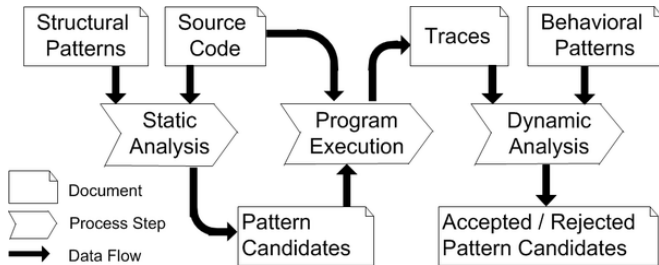 Structural
Patterns
Source
Code
Traces
Behavioral
Patterns
Static
Analysis
Program
Execution
Dynamic
Analysis
Document
Process Step
Data Flow
Pattern
Candidates
Accepted / Rejected
Pattern Candidates